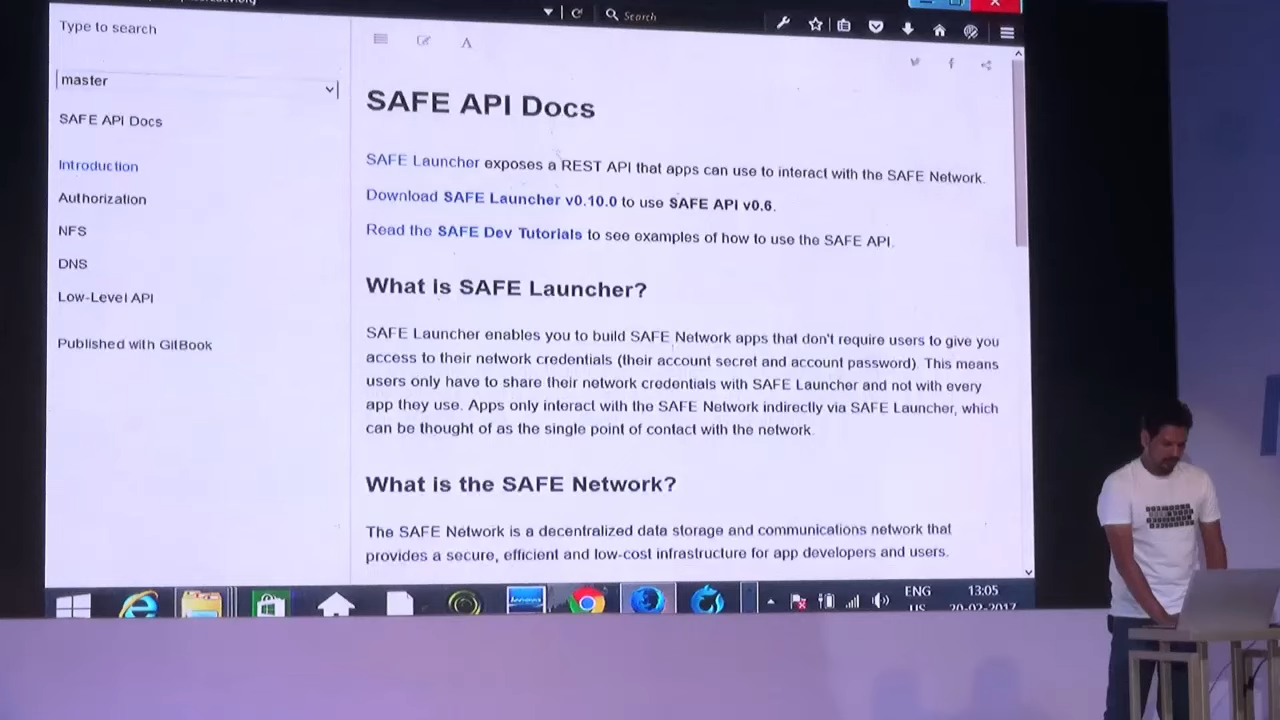 Search
Type to search
master
SAFE API Docs
Introduction
Authorization
NFS
DNS
Low-Level API
Published with GitBook
A
SAFE API Docs
SAFE Launcher exposes a REST API that apps can use to interact with the SAFE Network.
Download SAFE Launcher v0.10.0 to use SAFE API v0.6.
Read the SAFE Dev Tutorials to see examples of how to use the SAFE API.
What is SAFE Launcher?
SAFE Launcher enables you to build SAFE Network apps that don't require users to give you
access to their network credentials (their account secret and account password). This means
users only have to share their network credentials with SAFE Launcher and not with every
app they use. Apps only interact with the SAFE Network indirectly via SAFE Launcher, which
can be thought of as the single point of contact with the network.
What is the SAFE Network?
The SAFE Network is a decentralized data storage and communications network that
provides a secure, efficient and low-cost infrastructure for app developers and users.
ENG
US
13:05
20-02-2017